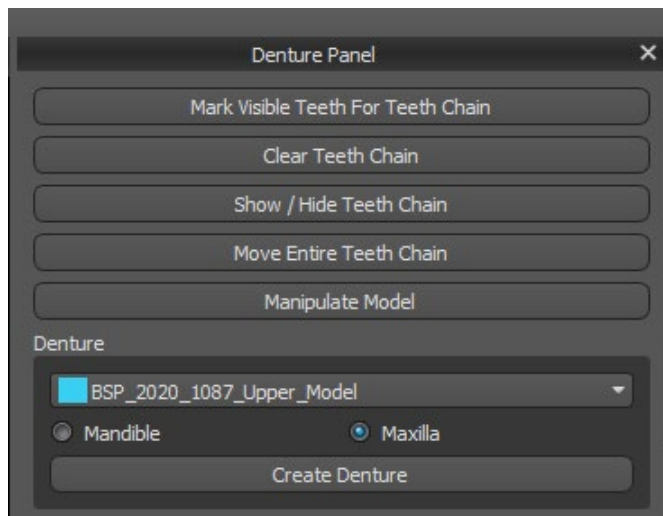 Denture Panel
Mark Visible Teeth For Teeth Chain
Clear Teeth Chain
Show / Hide Teeth Chain
Move Entire Teeth Chain
Manipulate Model
Denture
BSP_2020_1087_Upper_Model
Mandible Maxilla
Create Denture